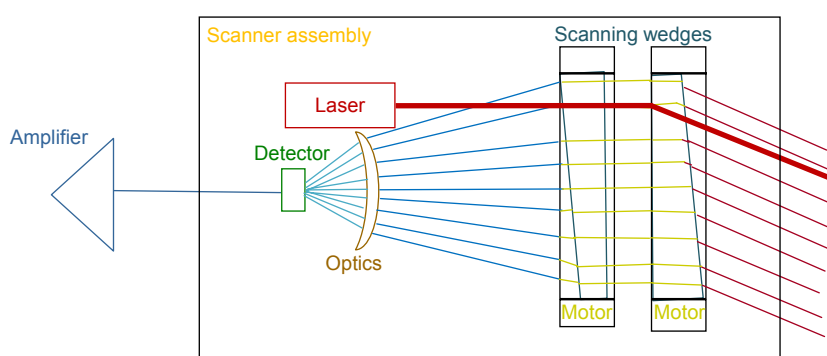 Scanner assembly
Scanning wedges
Laser
Amplifier
Detector
Optics
Motor
Motor